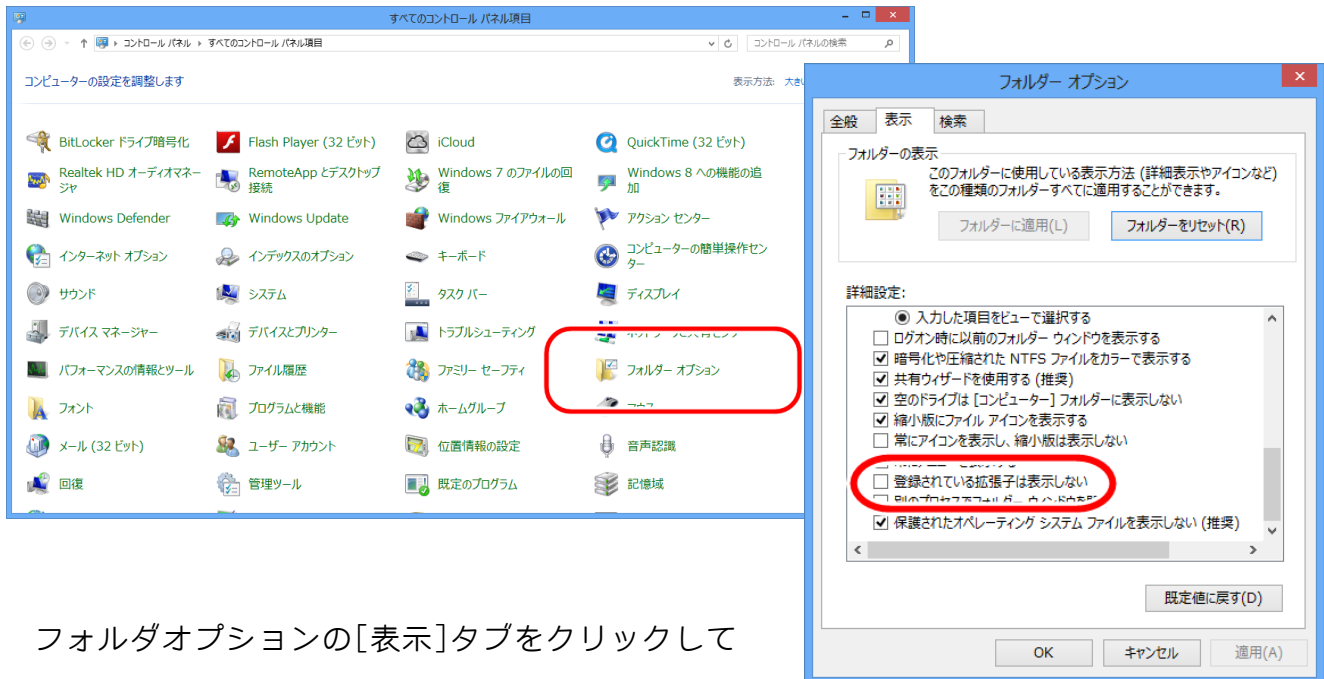 すべてのコントロール パネル項目
コントロール パネル
すべてのコントロール パネル項目
コントロール パネルの検索
コンピューターの設定を調整します
表示方法:
BitLocker ドライブ暗号化
Flash Player (32 ビット)
iCloud
QuickTime (32 ビット)
Realtek HD オーディオマネー
ジャ
RemoteApp とデスクトップ
接続
Windows 7 のファイルの回
復
Windows 8 への機能の追
加
Windows Defender
Windows Update
Windows ファイアウォール
アクション センター
インターネット オプション
インデックスのオプション
キーボード
コンピューターの簡単操作セン
ター
サウンド
システム
タスク バー
ディスプレイ
デバイス マネージャー
デバイスとプリンター
トラブルシューティング
パフォーマンスの情報とツール
ファイル履歴
ファミリー セーフティ
フォルダー オプション
フォント
プログラムと機能
ホームグループ
メール (32 ビット)
ユーザー アカウント
位置情報の設定
音声認識
回復
管理ツール
既定のプログラム
記憶域
フォルダー オプション
全般
表示
検索
フォルダーの表示
このフォルダーに使用している表示方法 (詳細表示やアイコンなど)
をこの種類のフォルダーすべてに適用することができます。
フォルダーに適用(L)
フォルダーをリセット(R)
詳細設定:
入力した項目をビューで選択する
ログオン時に以前のフォルダー ウィンドウを表示する
暗号化や圧縮された NTFS ファイルをカラーで表示する
共有ウィザードを使用する (推奨)
空のドライブは [コンピューター] フォルダーに表示しない
縮小版にファイル アイコンを表示する
常にアイコンを表示し、縮小版は表示しない
登録されている拡張子は表示しない
保護されたオペレーティング システム ファイルを表示しない (推奨)
既定値に戻す(D)
OK
キャンセル
適用(A)
フォルダオプションの[表示]タブをクリックして